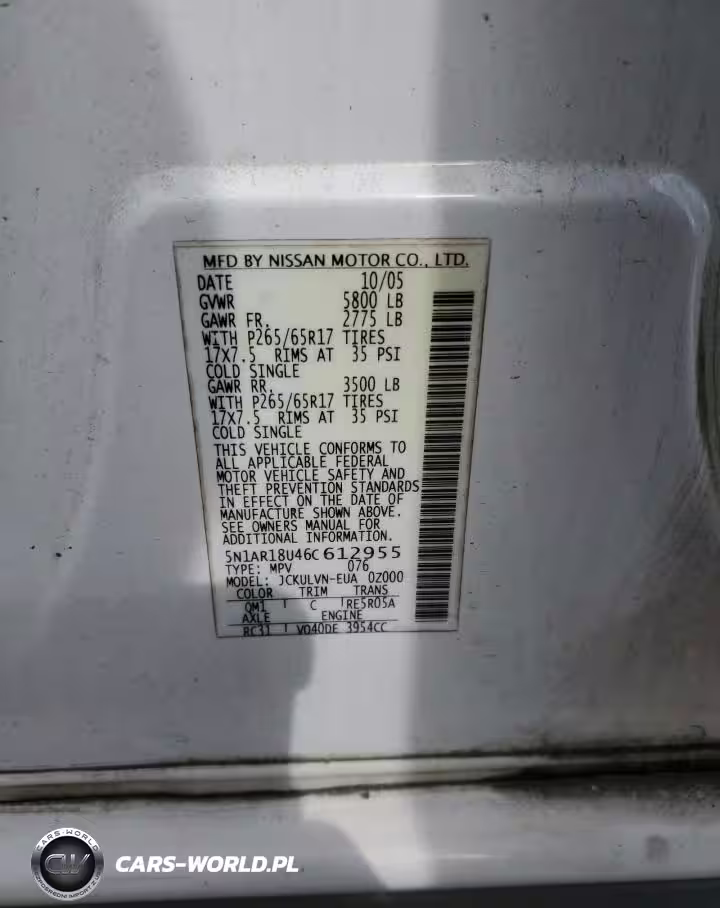 MFD BY NISSAN MOTOR CO., LTD.
DATE 10/05
GVWR 5800 LB
GAWR FR. 2775 LB
WITH P265/65R17 TIRES
17X7.5 RIMS AT 35 PSI
COLD SINGLE
GAWR RR. 3500 LB
WITH P265/65R17 TIRES
17X7.5 RIMS AT 35 PSI
COLD SINGLE
THIS VEHICLE CONFORMS TO
ALL APPLICABLE FEDERAL
MOTOR VEHICLE SAFETY AND
THEFT PREVENTION STANDARDS
IN EFFECT ON THE DATE OF
MANUFACTURE SHOWN ABOVE.
SEE OWNERS MANUAL FOR
ADDITIONAL INFORMATION.
5N1AR18U46C612955
TYPE: MPV 076
MODEL: JCKULVN-EUA 0Z000
COLOR TRIM TRANS
QM1 C RE5R05A
AXLE ENGINE
RC31 VQ40DE 3954CC
CARS-WORLD
CW
CARS-WORLD.PL